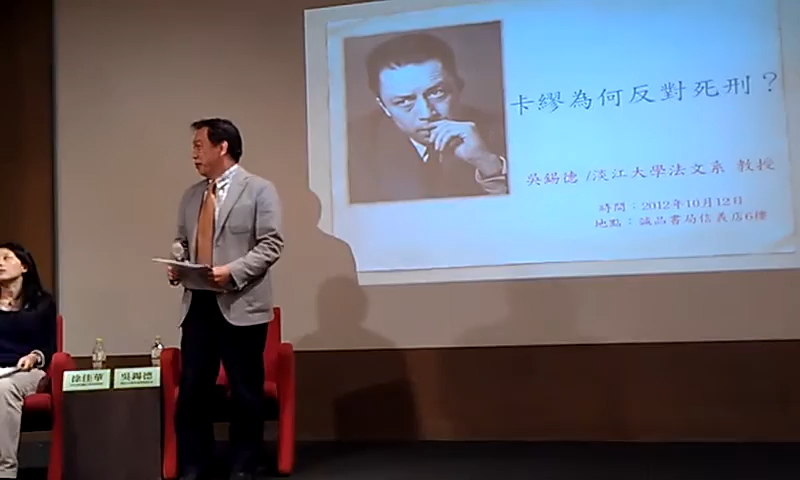 卡繆為何反對死刑？
吳錫德 /淡江大學法文系 教授
時間：2012年10月12日
地點：誠品書局信義店6樓
徐佳華
吳錫德